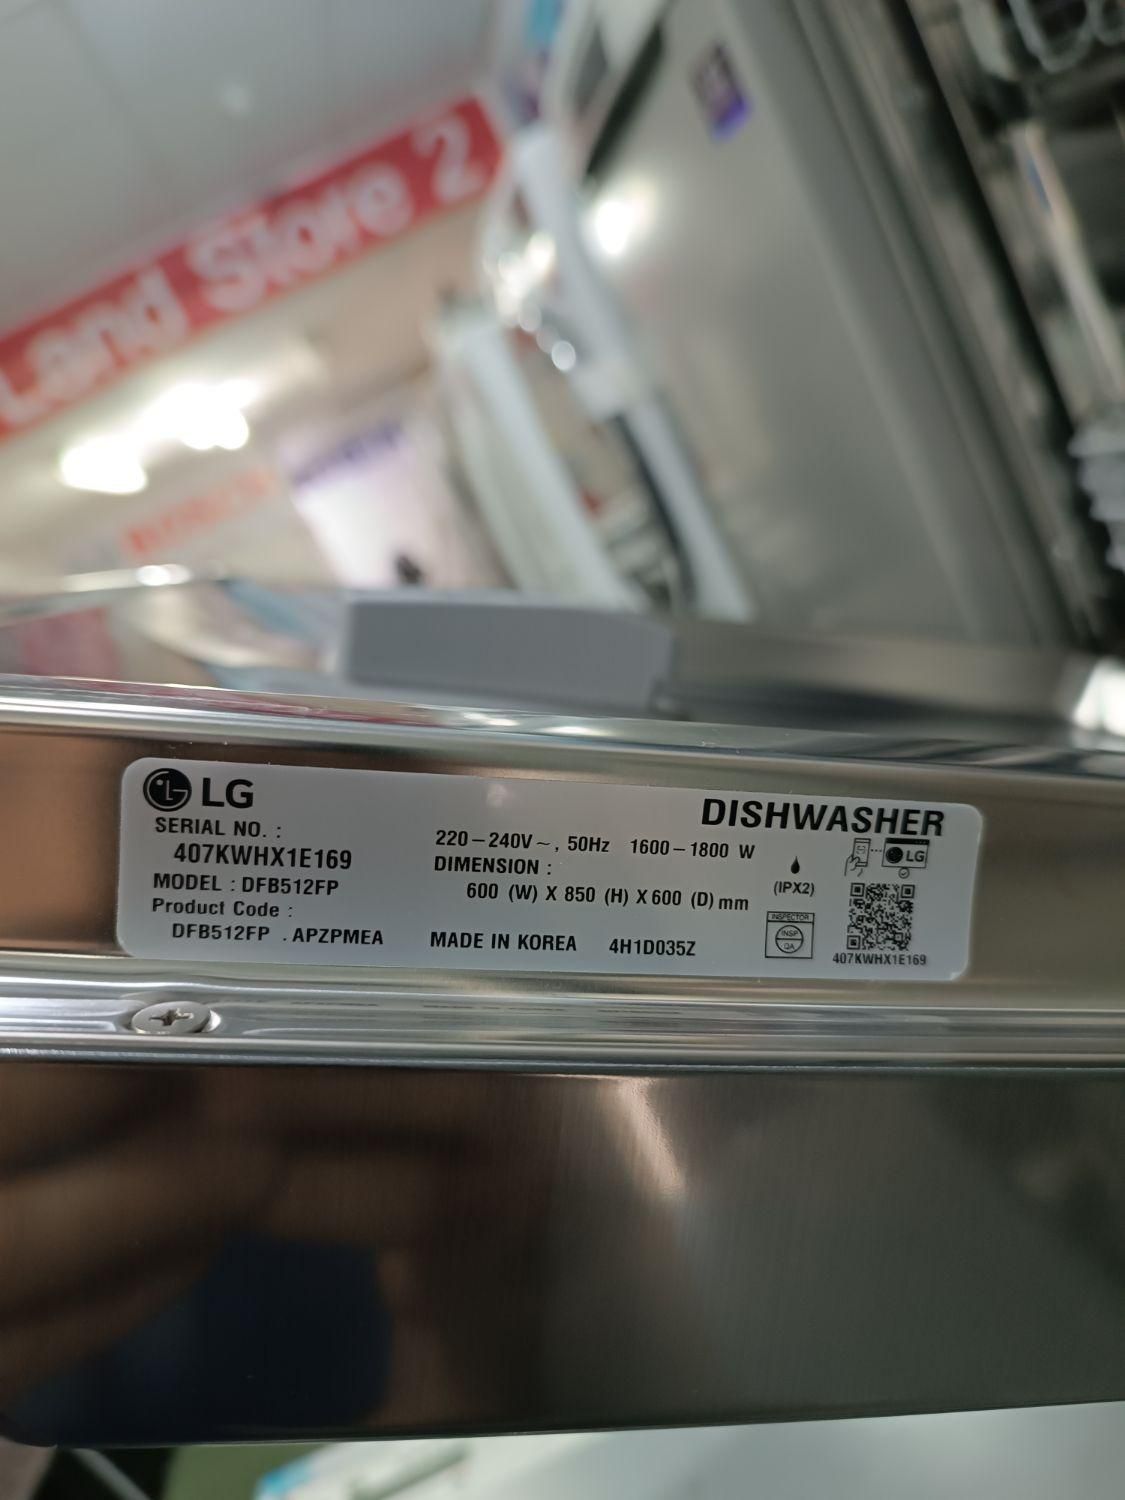 Land Store 2
LG
DISHWASHER
SERIAL NO. :
407KWHX1E169
MODEL : DFB512FP
Product Code :
DFB512FP .APZPMEA
220-240V~, 50Hz 1600-1800 W
DIMENSION :
600 (W) X 850 (H) X 600 (D) mm
MADE IN KOREA 4H1D035Z
(IPX2)
INSPECTOR
INSP
QA
LG
407KWHX1E169